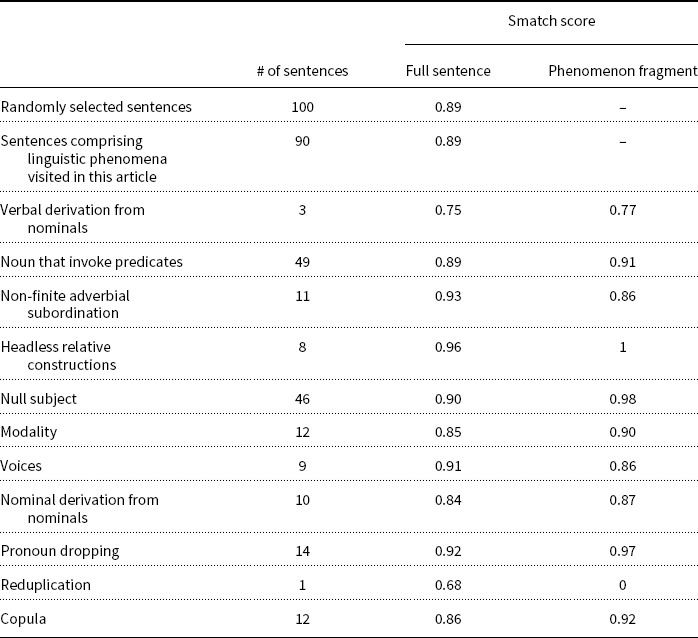 Smatch score
# of sentences Full sentence Phenomenon fragment
Randomly selected sentences 100 0.89 –
Sentences comprising 90 0.89 –
linguistic phenomena
visited in this article
Verbal derivation from 3 0.75 0.77
nominals
Noun that invoke predicates 49 0.89 0.91
Non-finite adverbial 11 0.93 0.86
subordination
Headless relative 8 0.96 1
constructions
Null subject 46 0.90 0.98
Modality 12 0.85 0.90
Voices 9 0.91 0.86
Nominal derivation from 10 0.84 0.87
nominals
Pronoun dropping 14 0.92 0.97
Reduplication 1 0.68 0
Copula 12 0.86 0.92